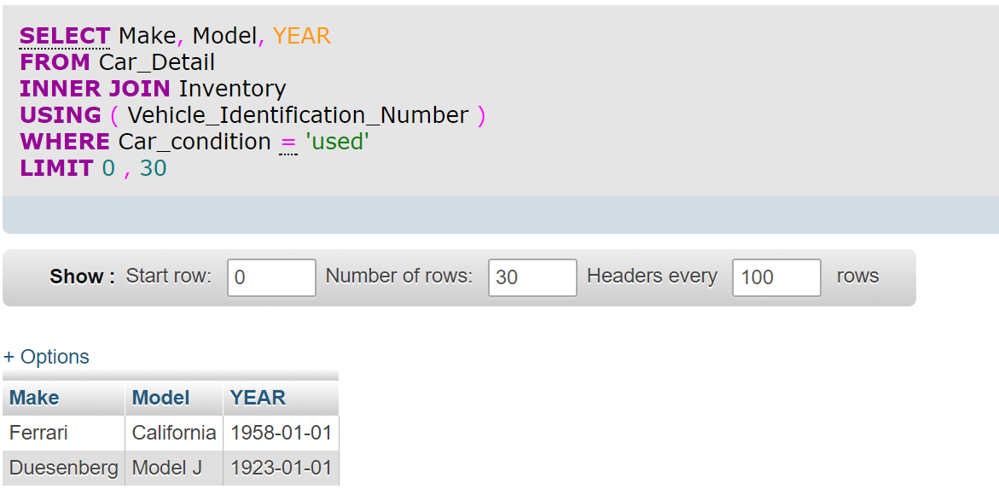 SELECT Make, Model, YEAR
FROM Car_Detail
INNER JOIN Inventory
USING ( Vehicle_Identification_Number )
WHERE Car_condition = 'used'
LIMIT 0 , 30
Show : Start row: 0 Number of rows: 30 Headers every 100 rows
+ Options
Make Model YEAR
Ferrari California 1958-01-01
Duesenberg Model J 1923-01-01